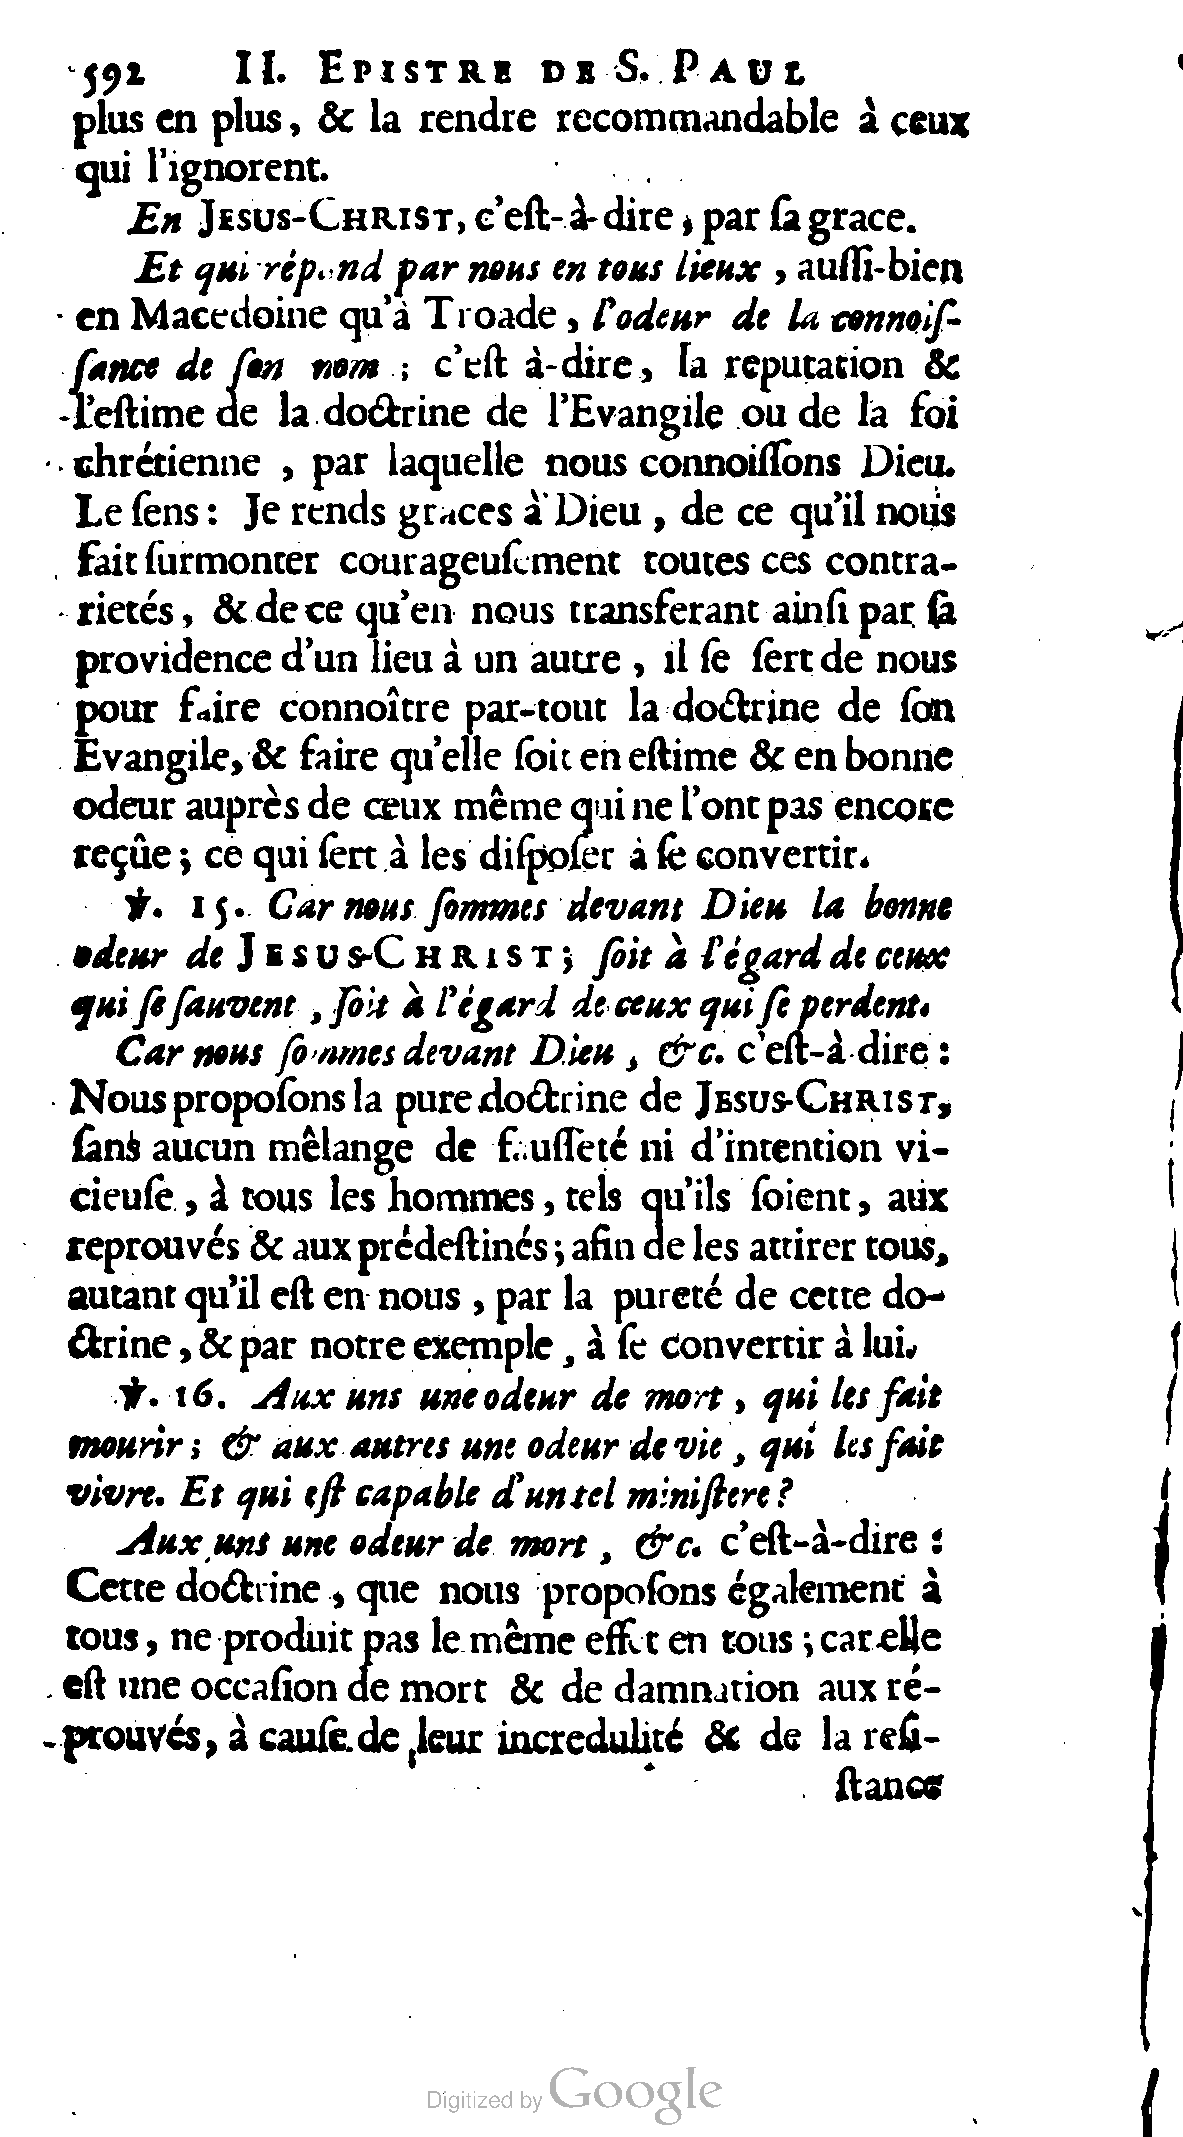 592 II. EPISTRE DE S. PAUL
plus en plus, & la rendre recommandable à ceux
qui l'ignorent.
En JESUS-CHRIST, c'eſt-à-dire, par ſa grace.
Et qui répand par nous en tous lieux, auſſi-bien
en Macedoine qu'à Troade, l'odeur de la connoiſ-
ſance de ſon nom; c'eſt à-dire, la reputation &
l'eſtime de la doctrine de l'Evangile ou de la foi
chrétienne, par laquelle nous connoiſſons Dieu.
Le ſens: Je rends graces à Dieu, de ce qu'il nous
fait ſurmonter courageuſement toutes ces contra-
rietés, & de ce qu'en nous transferant ainſi par ſa
providence d'un lieu à un autre, il ſe ſert de nous
pour faire connoître par-tout la doctrine de ſon
Evangile, & faire qu'elle ſoit en eſtime & en bonne
odeur auprès de ceux même qui ne l'ont pas encore
reçûe; ce qui ſert à les diſpoſer à ſe convertir.
℣. 15. Car nous ſommes devant Dieu la bonne
odeur de JESUS-CHRIST; ſoit à l'égard de ceux
qui ſe ſauvent, ſoit à l'égard de ceux qui ſe perdent.
Car nous ſommes devant Dieu, &c. c'eſt-à-dire:
Nous propoſons la pure doctrine de JESUS-CHRIST,
ſans aucun mêlange de fauſſeté ni d'intention vi-
cieuſe, à tous les hommes, tels qu'ils ſoient, aux
reprouvés & aux prédeſtinés; afin de les attirer tous,
autant qu'il eſt en nous, par la pureté de cette do-
ctrine, & par notre exemple, à ſe convertir à lui.
℣. 16. Aux uns une odeur de mort, qui les fait
mourir; & aux autres une odeur de vie, qui les fait
vivre. Et qui eſt capable d'un tel miniſtere?
Aux uns une odeur de mort, &c. c'eſt-à-dire:
Cette doctrine, que nous propoſons également à
tous, ne produit pas le même effet en tous; car elle
eſt une occaſion de mort & de damnation aux ré-
prouvés, à cauſe de leur incredulité & de la reſi-
ſtance
Digitized by Google